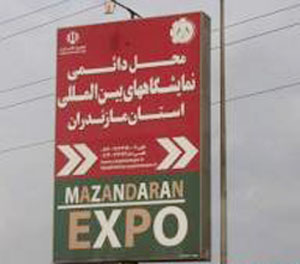 محل دائمی
نمایشگاههای بین المللی
استان مازندران
MAZANDARAN
EXPO